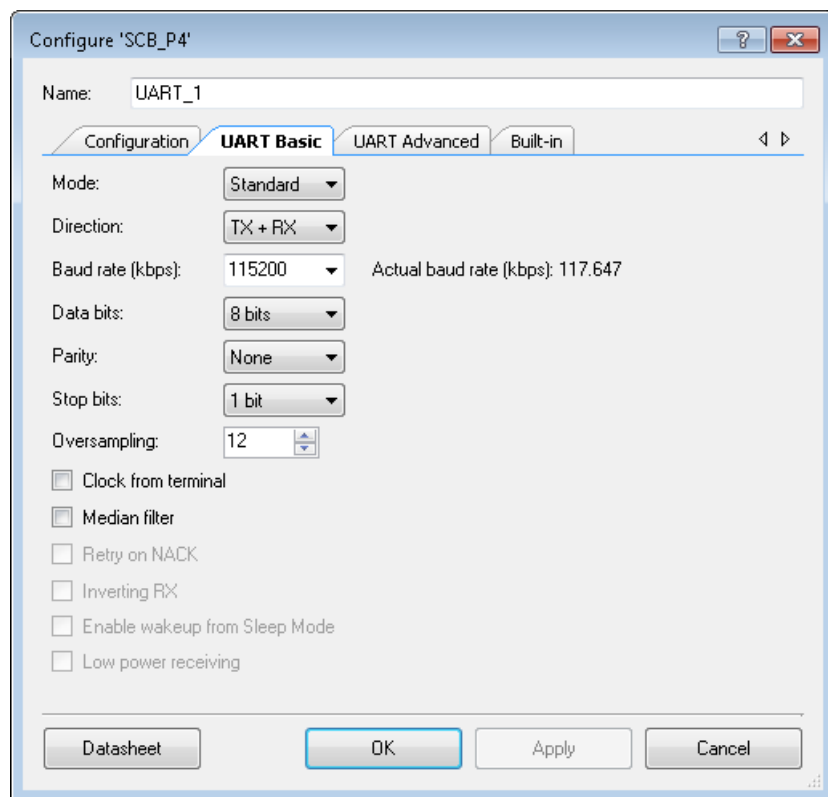 Configure 'SCB_P4'
Name: UART_1
Configuration UART Basic UART Advanced Built-in
Mode: Standard
Direction: TX + RX
Baud rate (kbps): 115200 Actual baud rate (kbps): 117.647
Data bits: 8 bits
Parity: None
Stop bits: 1 bit
Oversampling: 12
Clock from terminal
Median filter
Retry on NACK
Inverting RX
Enable wakeup from Sleep Mode
Low power receiving
Datasheet OK Apply Cancel